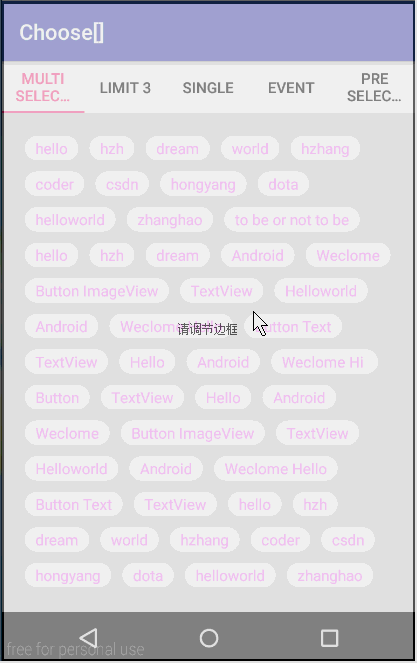 Choose[]
MULTI SELEC... LIMIT 3 SINGLE EVENT PRE SELEC...
hello hzh dream world hzhang
coder csdn hongyang dota
helloworld zhanghao to be or not to be
hello hzh dream Android Weclome
Button ImageView TextView Helloworld
Android Weclome Button Text
请调节边框
TextView Hello Android Weclome Hi
Button TextView Hello Android
Weclome Button ImageView TextView
Helloworld Android Weclome Hello
Button Text TextView hello hzh
dream world hzhang coder csdn
hongyang dota helloworld zhanghao
free for personal use